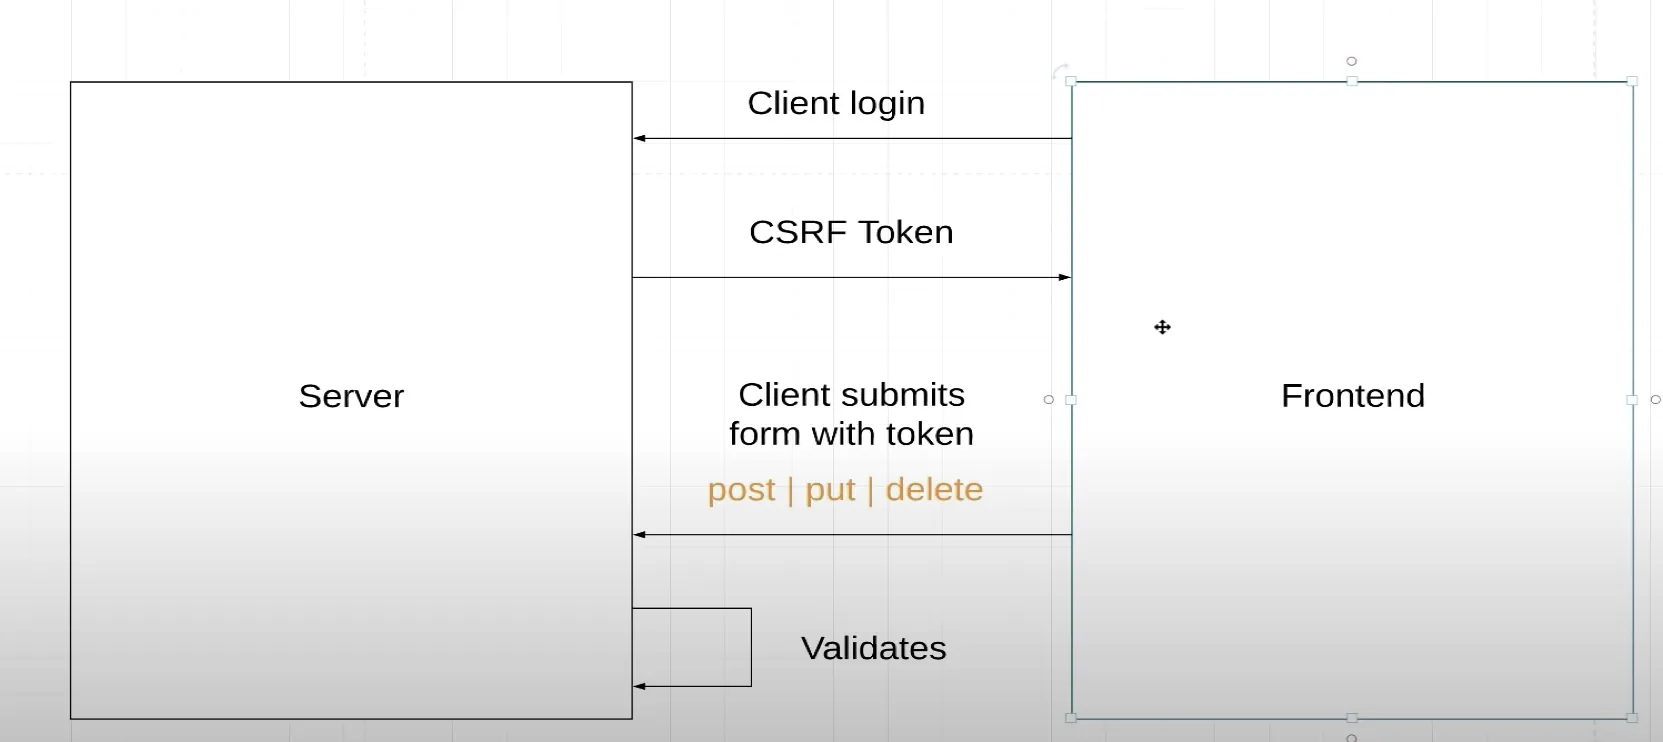 Client login
CSRF Token
Server
Client submits
form with token
post | put | delete
Frontend
Validates